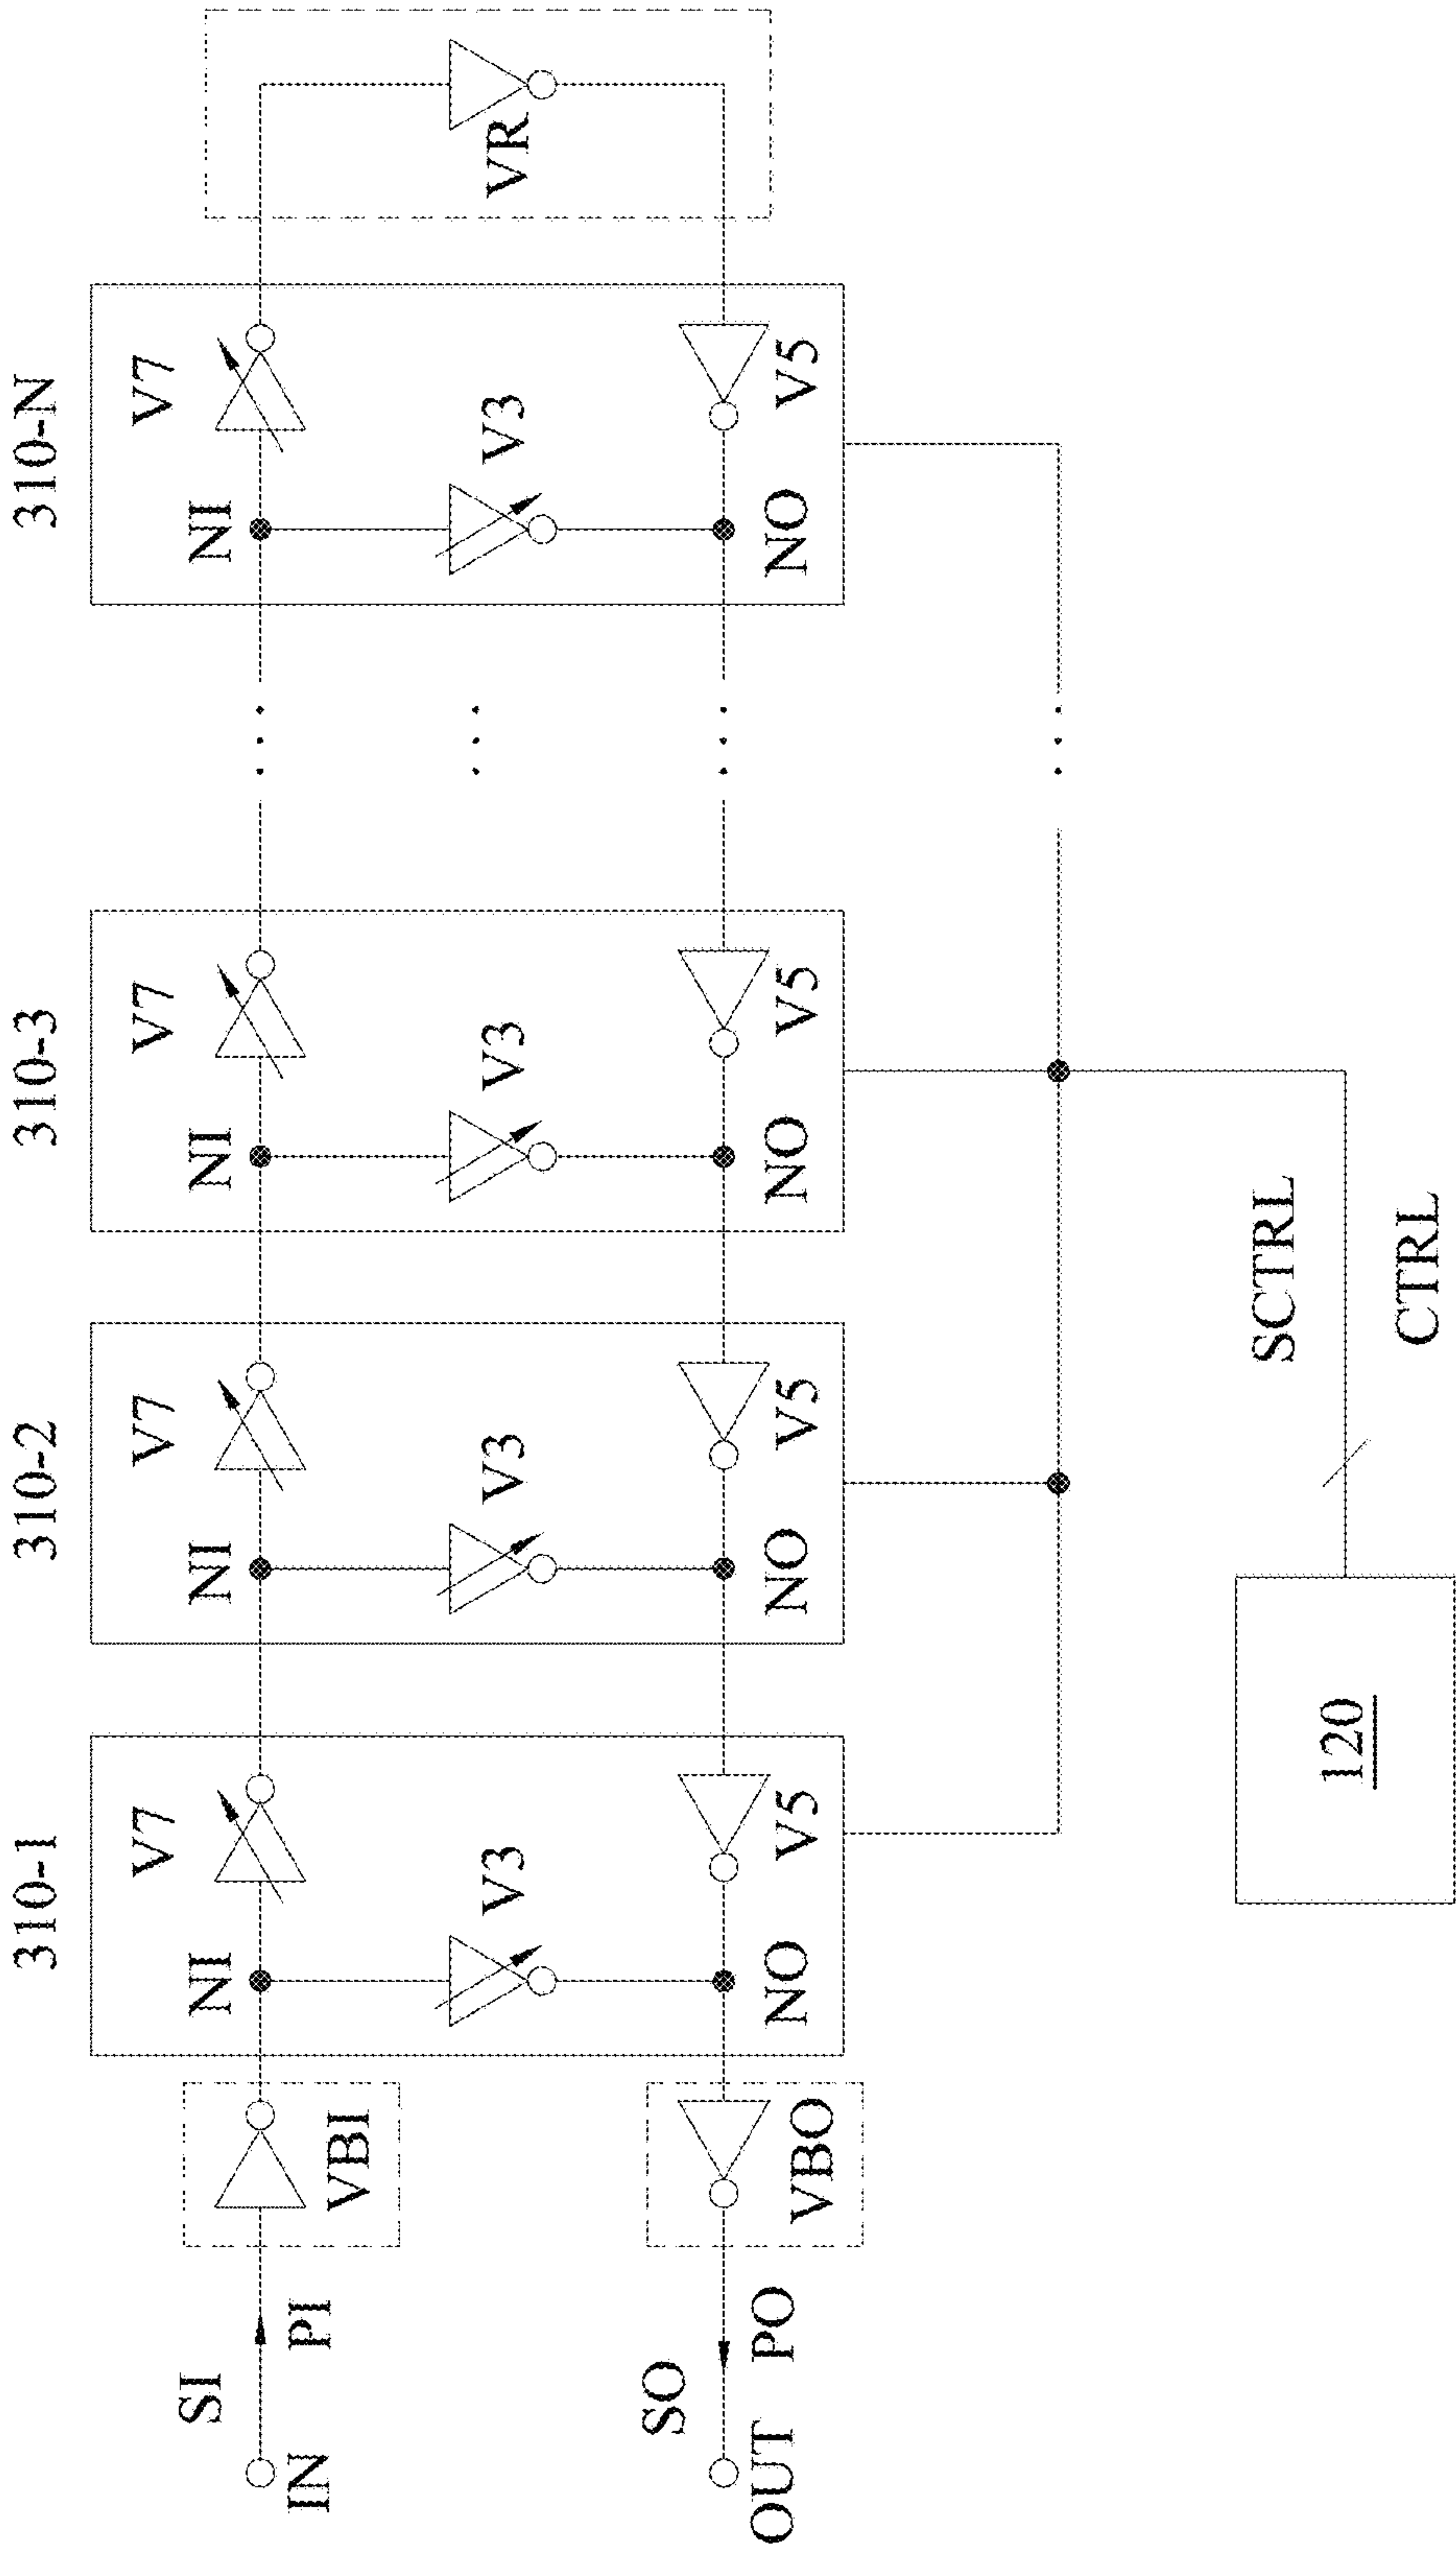 310-1
310-2
310-3
310-N
V7
V7
V7
V7
NI
NI
NI
NI
SI
IN
PI
VBI
V3
V3
V3
V3
VR
SO
OUT
PO
VBO
NO
V5
NO
V5
NO
V5
NO
V5
SCTRL
120
CTRL